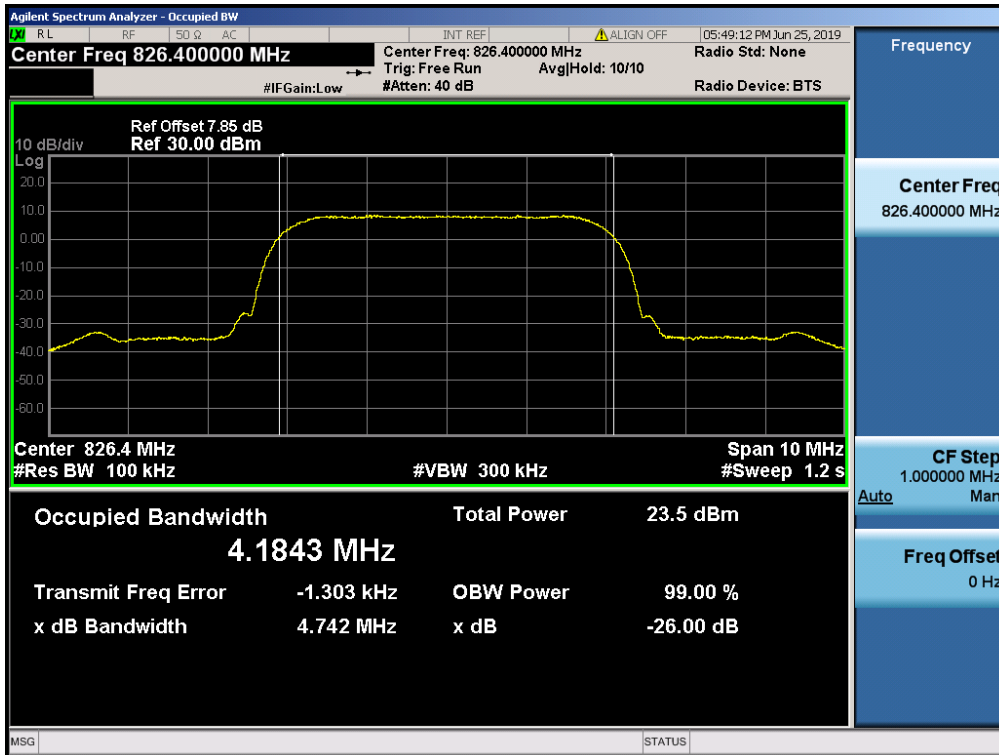 Agilent Spectrum Analyzer - Occupied BW
LXI RL RF 50 Ω AC INT REF ALIGN OFF 05:49:12 PM Jun 25, 2019
Center Freq 826.400000 MHz
Center Freq: 826.400000 MHz Radio Std: None
Trig: Free Run Avg|Hold: 10/10
#IFGain:Low #Atten: 40 dB Radio Device: BTS
Ref Offset 7.85 dB
10 dB/div Ref 30.00 dBm
Log
20.0
10.0
0.00
-10.0
-20.0
-30.0
-40.0
-50.0
-60.0
Center 826.4 MHz Span 10 MHz
#Res BW 100 kHz #VBW 300 kHz #Sweep 1.2 s
Occupied Bandwidth Total Power 23.5 dBm
4.1843 MHz
Transmit Freq Error -1.303 kHz OBW Power 99.00 %
x dB Bandwidth 4.742 MHz x dB -26.00 dB
MSG STATUS
Frequency
Center Freq
826.400000 MHz
CF Step
1.000000 MHz
Auto Man
Freq Offset
0 Hz